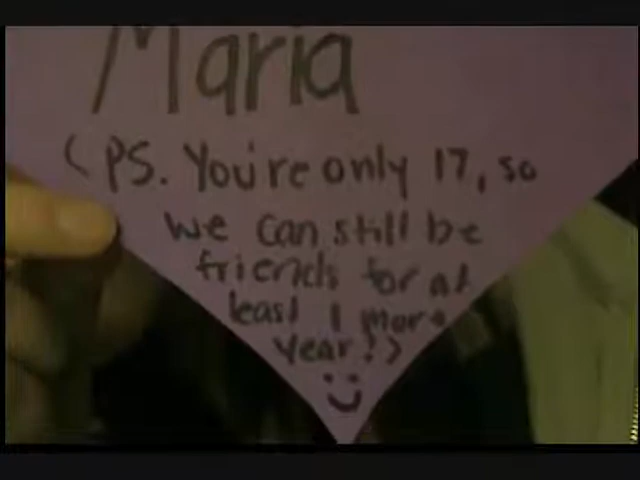 Maria
(PS. You're only 17, so
we can still be
friends for at
least 1 more
year!)